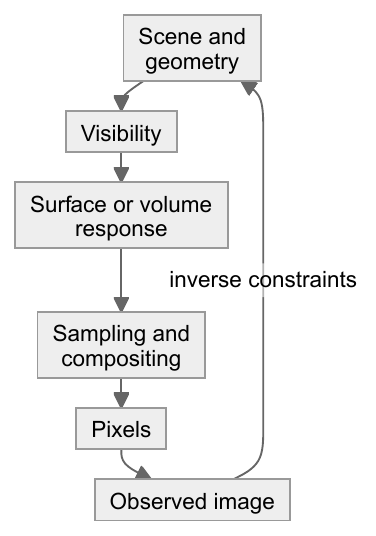 Scene and
geometry
Visibility
Surface or volume
response
inverse constraints
Sampling and
compositing
Pixels
Observed image